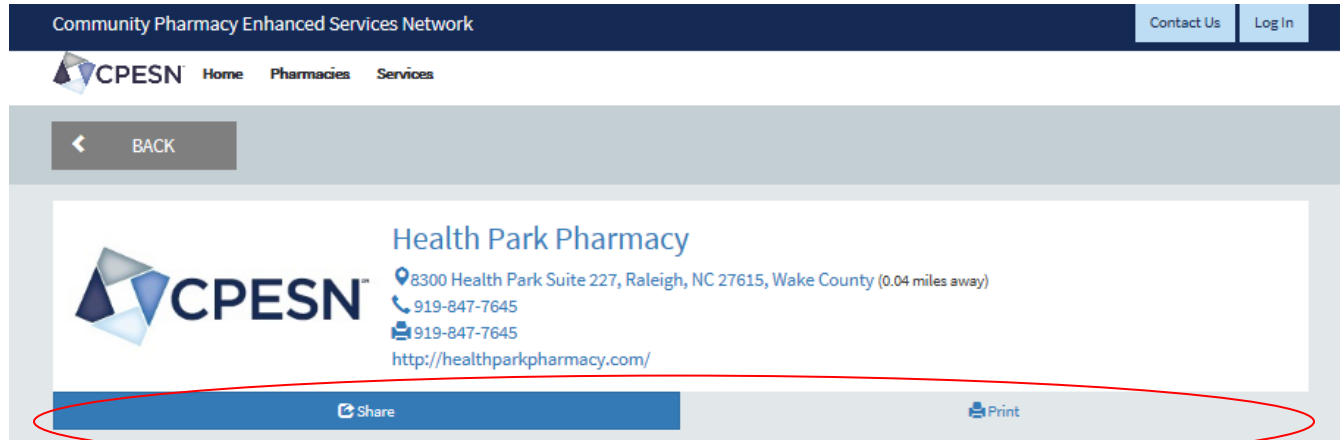 Community Pharmacy Enhanced Services Network
Contact Us
Log In
CPESN Home Pharmacies Services
BACK
CPESN
Health Park Pharmacy
8300 Health Park Suite 227, Raleigh, NC 27615, Wake County (0.04 miles away)
919-847-7645
919-847-7645
http://healthparkpharmacy.com/
Share
Print